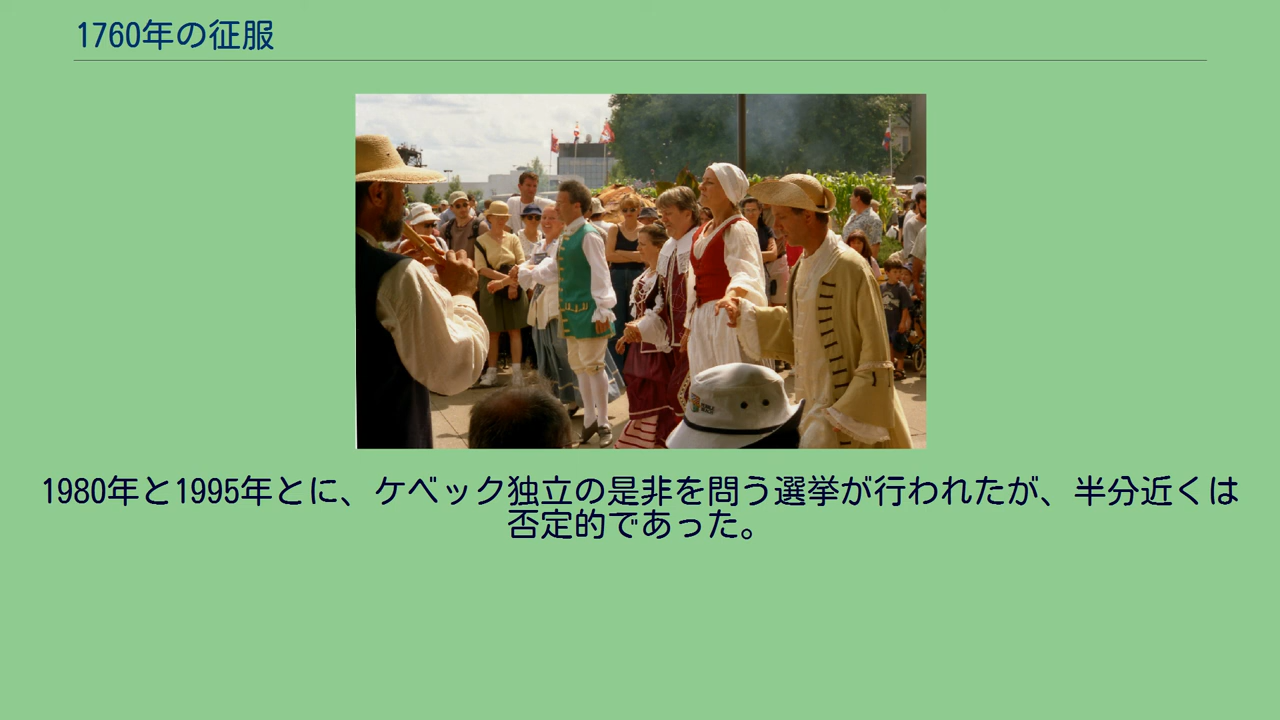 1760年の征服
1980年と1995年とに、ケベック独立の是非を問う選挙が行われたが、半分近くは
否定的であった。